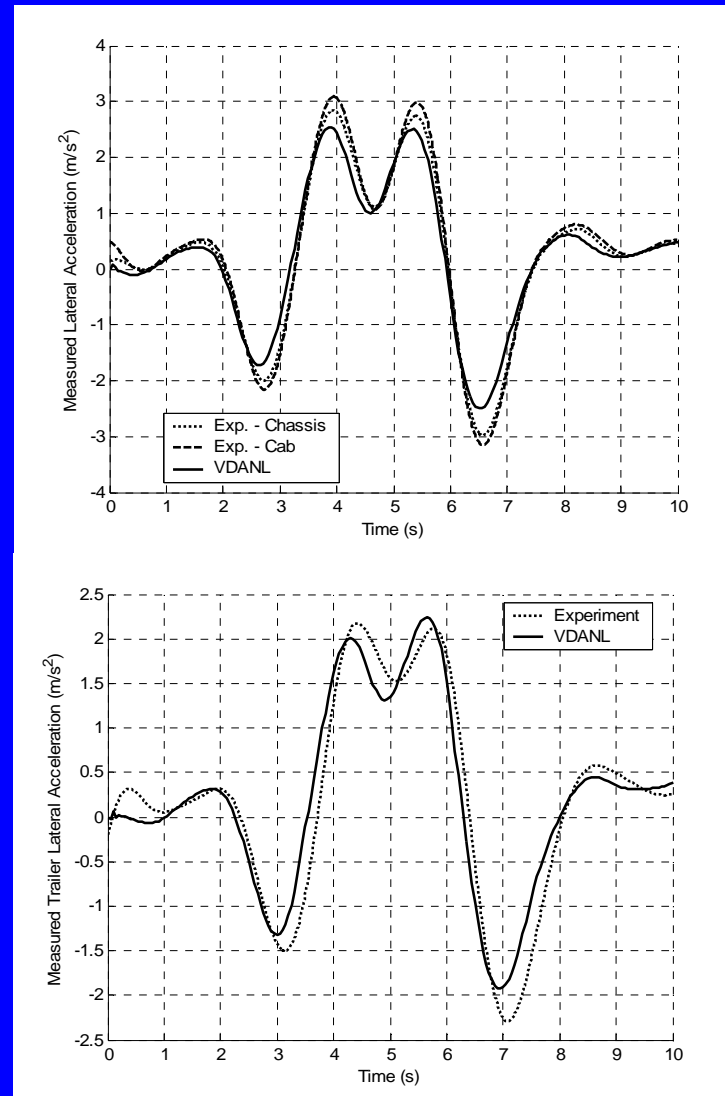 4
3
2
1
0
-1
-2
-3
-4
Measured Lateral Acceleration (m/s²)
Exp. - Chassis
Exp. - Cab
VDANL
0 1 2 3 4 5 6 7 8 9 10
Time (s)
2.5
2
1.5
1
0.5
0
-0.5
-1
-1.5
-2
-2.5
Measured Trailer Lateral Acceleration (m/s²)
Experiment
VDANL
0 1 2 3 4 5 6 7 8 9 10
Time (s)